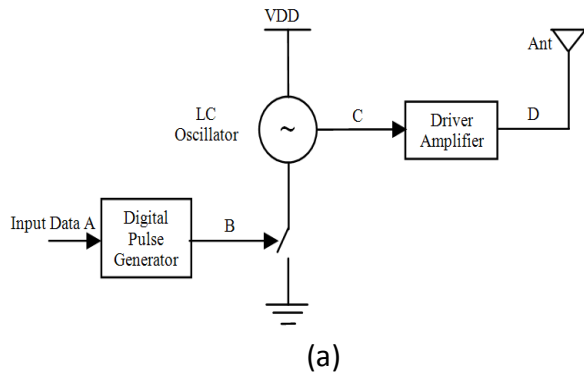 VDD
Ant
LC
Oscillator
~
C
Driver
Amplifier
D
Input Data A
Digital
Pulse
Generator
B
(a)